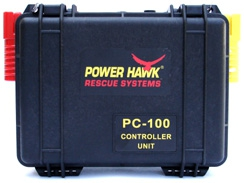 POWER HAWK
RESCUE SYSTEMS
PC-100
CONTROLLER
UNIT